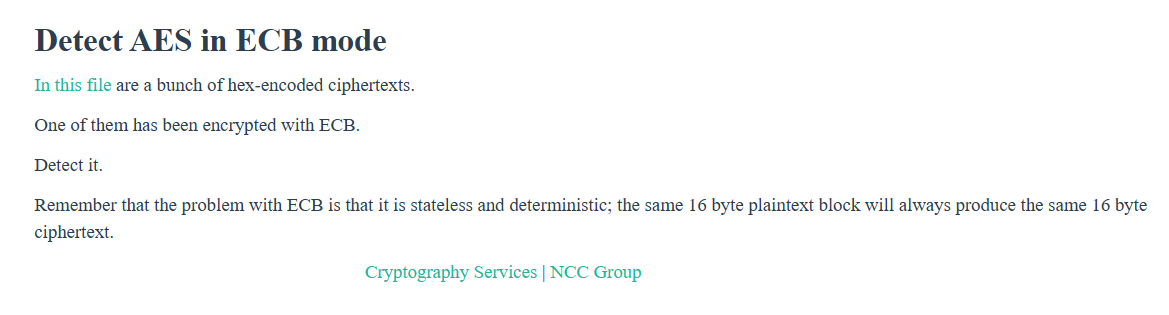 Detect AES in ECB mode
In this file are a bunch of hex-encoded ciphertexts.
One of them has been encrypted with ECB.
Detect it.
Remember that the problem with ECB is that it is stateless and deterministic; the same 16 byte plaintext block will always produce the same 16 byte
ciphertext.
Cryptography Services | NCC Group